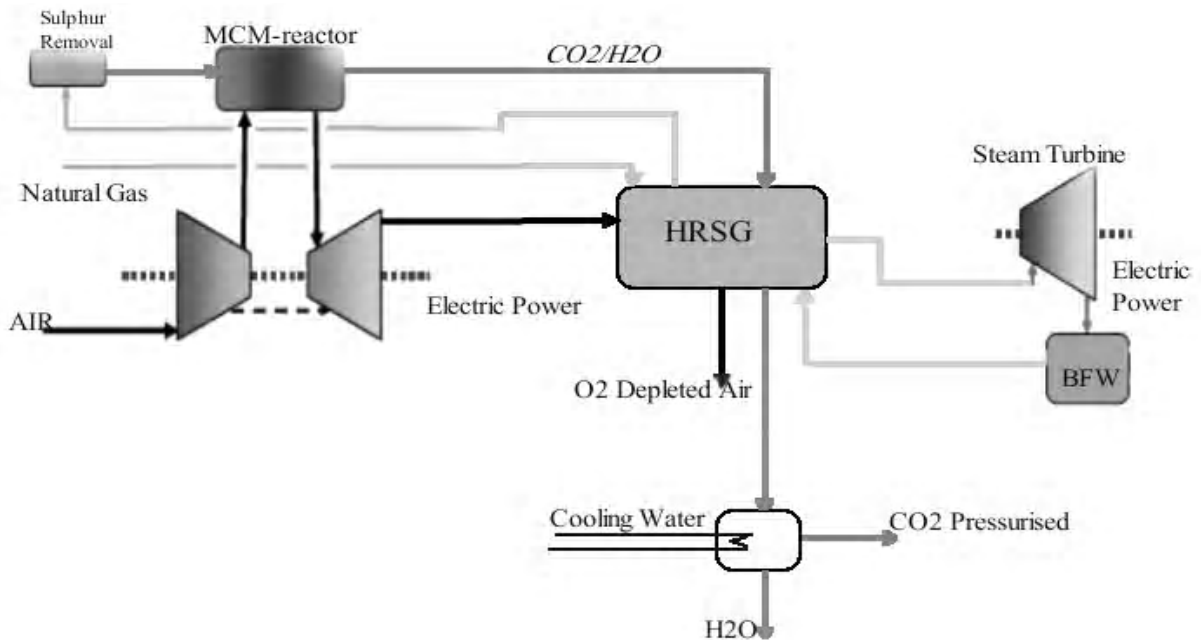 Sulphur
Removal
MCM-reactor
CO2/H2O
Steam Turbine
Natural Gas
HRSG
Electric
Power
Electric Power
AIR
BFW
O2 Depleted Air
Cooling Water
CO2 Pressurised
H2O